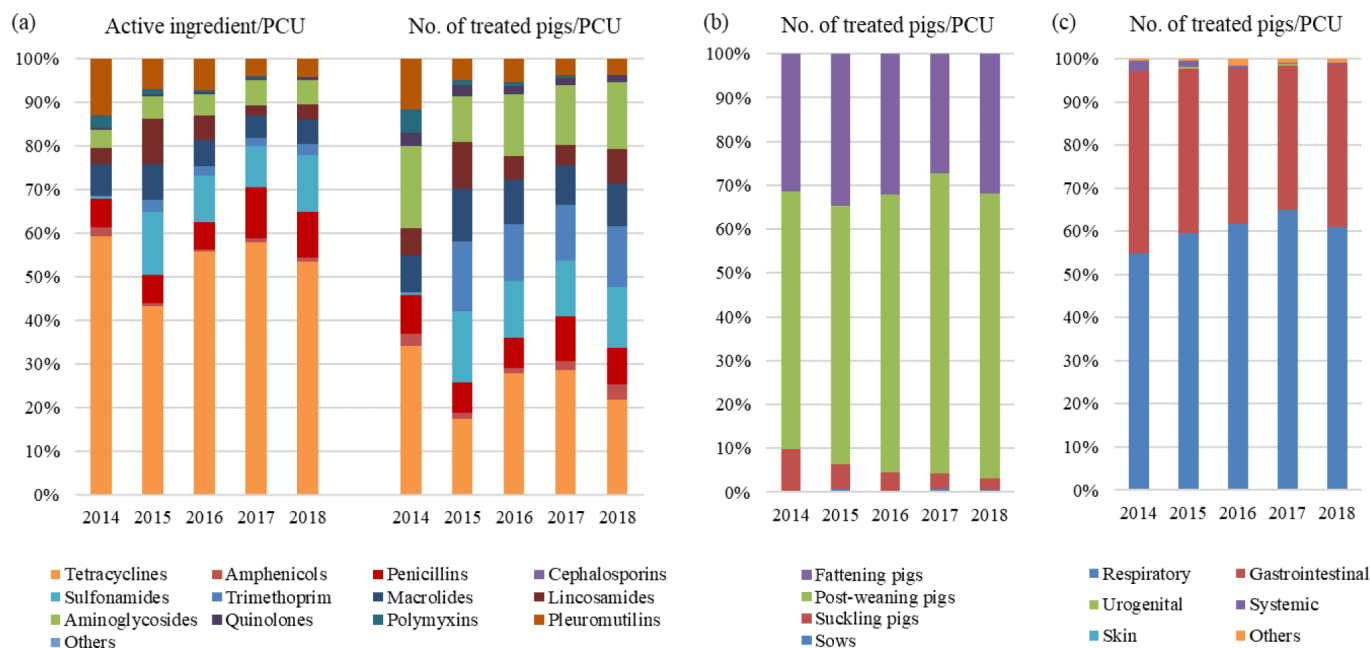 (a) Active ingredient/PCU No. of treated pigs/PCU
100%
90%
80%
70%
60%
50%
40%
30%
20%
10%
0%
2014 2015 2016 2017 2018 2014 2015 2016 2017 2018
Tetracyclines Amphenicols Penicillins Cephalosporins
Sulfonamides Trimethoprim Macrolides Lincosamides
Aminoglycosides Quinolones Polymyxins Pleuromutilins
Others
(b) No. of treated pigs/PCU
100%
90%
80%
70%
60%
50%
40%
30%
20%
10%
0%
2014 2015 2016 2017 2018
Fattening pigs
Post-weaning pigs
Suckling pigs
Sows
(c) No. of treated pigs/PCU
100%
90%
80%
70%
60%
50%
40%
30%
20%
10%
0%
2014 2015 2016 2017 2018
Respiratory Gastrointestinal
Urogenital Systemic
Skin Others